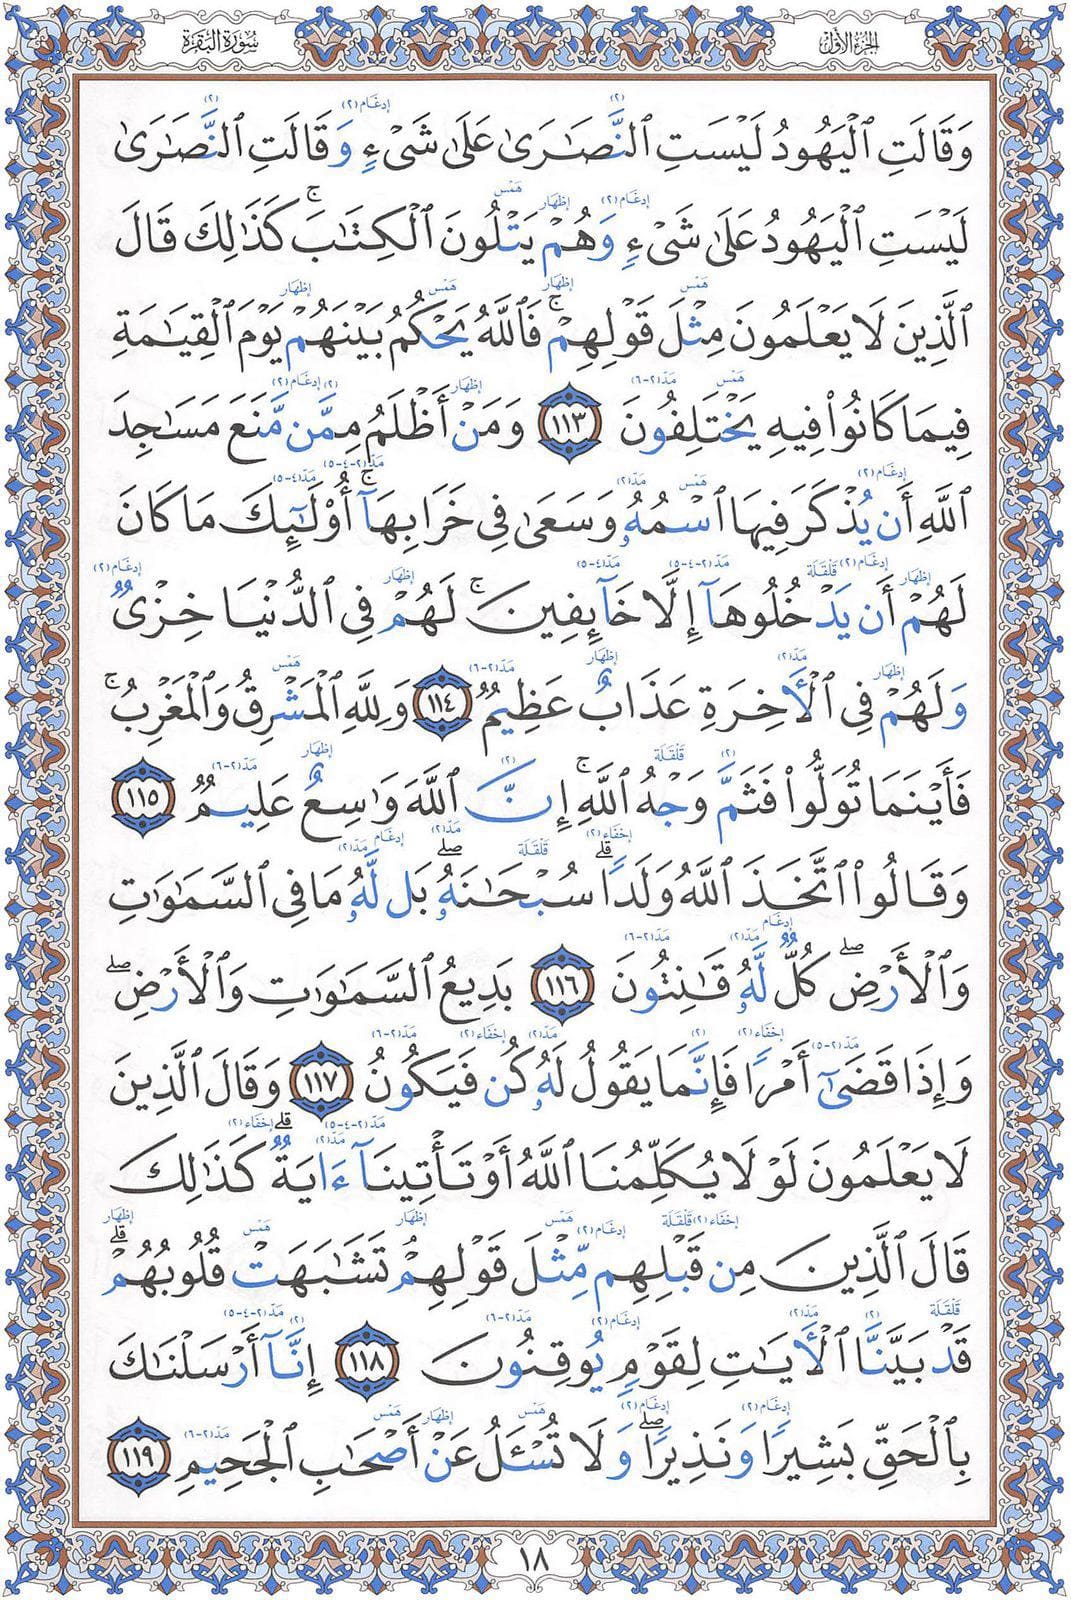 الجزء الأول
سورة البقرة
وَقَالَتِ ٱلْيَهُودُ لَيْسَتِ ٱلنَّصَٰرَىٰ عَلَىٰ شَىْءٍ وَقَالَتِ ٱلنَّصَٰرَىٰ
لَيْسَتِ ٱلْيَهُودُ عَلَىٰ شَىْءٍ وَهُمْ يَتْلُونَ ٱلْكِتَٰبَ ۚ كَذَٰلِكَ قَالَ
ٱلَّذِينَ لَا يَعْلَمُونَ مِثْلَ قَوْلِهِمْ ۚ فَٱللَّهُ يَحْكُمُ بَيْنَهُمْ يَوْمَ ٱلْقِيَٰمَةِ
فِيمَا كَانُوا۟ فِيهِ يَخْتَلِفُونَ ١١٣ وَمَنْ أَظْلَمُ مِمَّن مَّنَعَ مَسَٰجِدَ
ٱللَّهِ أَن يُذْكَرَ فِيهَا ٱسْمُهُۥ وَسَعَىٰ فِى خَرَابِهَآ ۚ أُو۟لَٰٓئِكَ مَا كَانَ
لَهُمْ أَن يَدْخُلُوهَآ إِلَّا خَآئِفِينَ ۚ لَهُمْ فِى ٱلدُّنْيَا خِزْىٌ
وَلَهُمْ فِى ٱلْأَخِرَةِ عَذَابٌ عَظِيمٌ ١١٤ وَلِلَّهِ ٱلْمَشْرِقُ وَٱلْمَغْرِبُ ۚ
فَأَيْنَمَا تُوَلُّوا۟ فَثَمَّ وَجْهُ ٱللَّهِ ۚ إِنَّ ٱللَّهَ وَٰسِعٌ عَلِيمٌ ١١٥
وَقَالُوا۟ ٱتَّخَذَ ٱللَّهُ وَلَدًا ۗ سُبْحَٰنَهُۥ ۖ بَل لَّهُۥ مَا فِى ٱلسَّمَٰوَٰتِ
وَٱلْأَرْضِ ۖ كُلٌّ لَّهُۥ قَٰنِتُونَ ١١٦ بَدِيعُ ٱلسَّمَٰوَٰتِ وَٱلْأَرْضِ ۖ
وَإِذَا قَضَىٰٓ أَمْرًا فَإِنَّمَا يَقُولُ لَهُۥ كُن فَيَكُونُ ١١٧ وَقَالَ ٱلَّذِينَ
لَا يَعْلَمُونَ لَوْلَا يُكَلِّمُنَا ٱللَّهُ أَوْ تَأْتِينَآ ءَايَةٌ ۗ كَذَٰلِكَ
قَالَ ٱلَّذِينَ مِن قَبْلِهِم مِّثْلَ قَوْلِهِمْ ۘ تَشَٰبَهَتْ قُلُوبُهُمْ ۗ
قَدْ بَيَّنَّا ٱلْأَيَٰتِ لِقَوْمٍ يُوقِنُونَ ١١٨ إِنَّآ أَرْسَلْنَٰكَ
بِٱلْحَقِّ بَشِيرًا وَنَذِيرًا ۖ وَلَا تُسْـَٔلُ عَنْ أَصْحَٰبِ ٱلْجَحِيمِ ١١٩
١٨